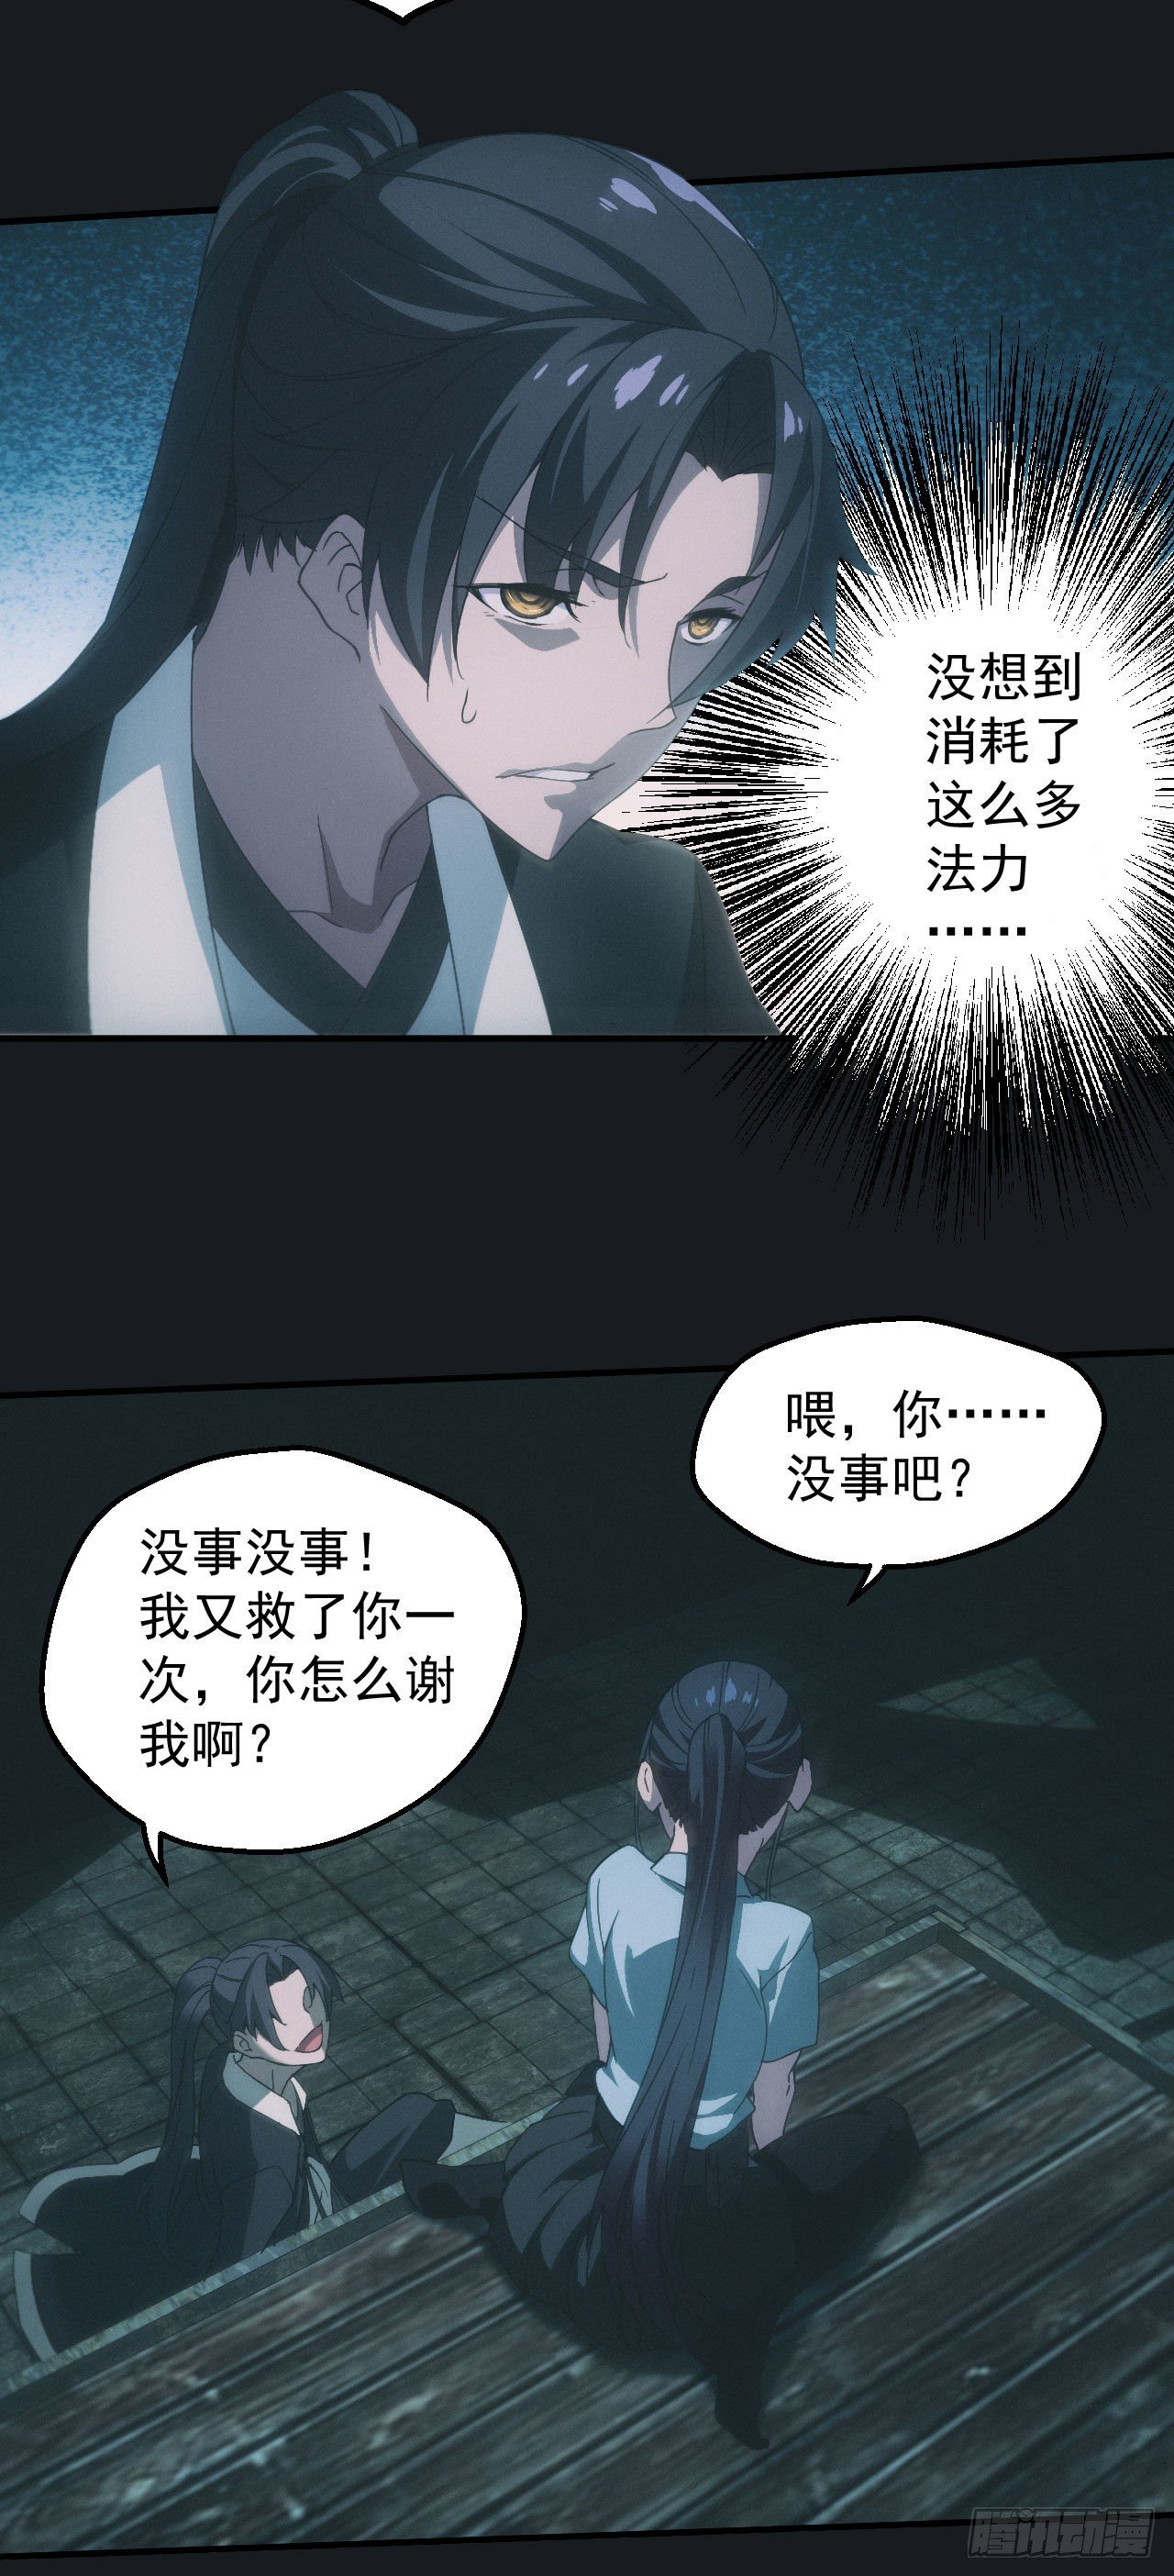 没想到
消耗了
这么多
法力
……
喂，你……
没事吧？
没事没事！
我又救了你一
次，你怎么谢
我啊？
腾讯动漫